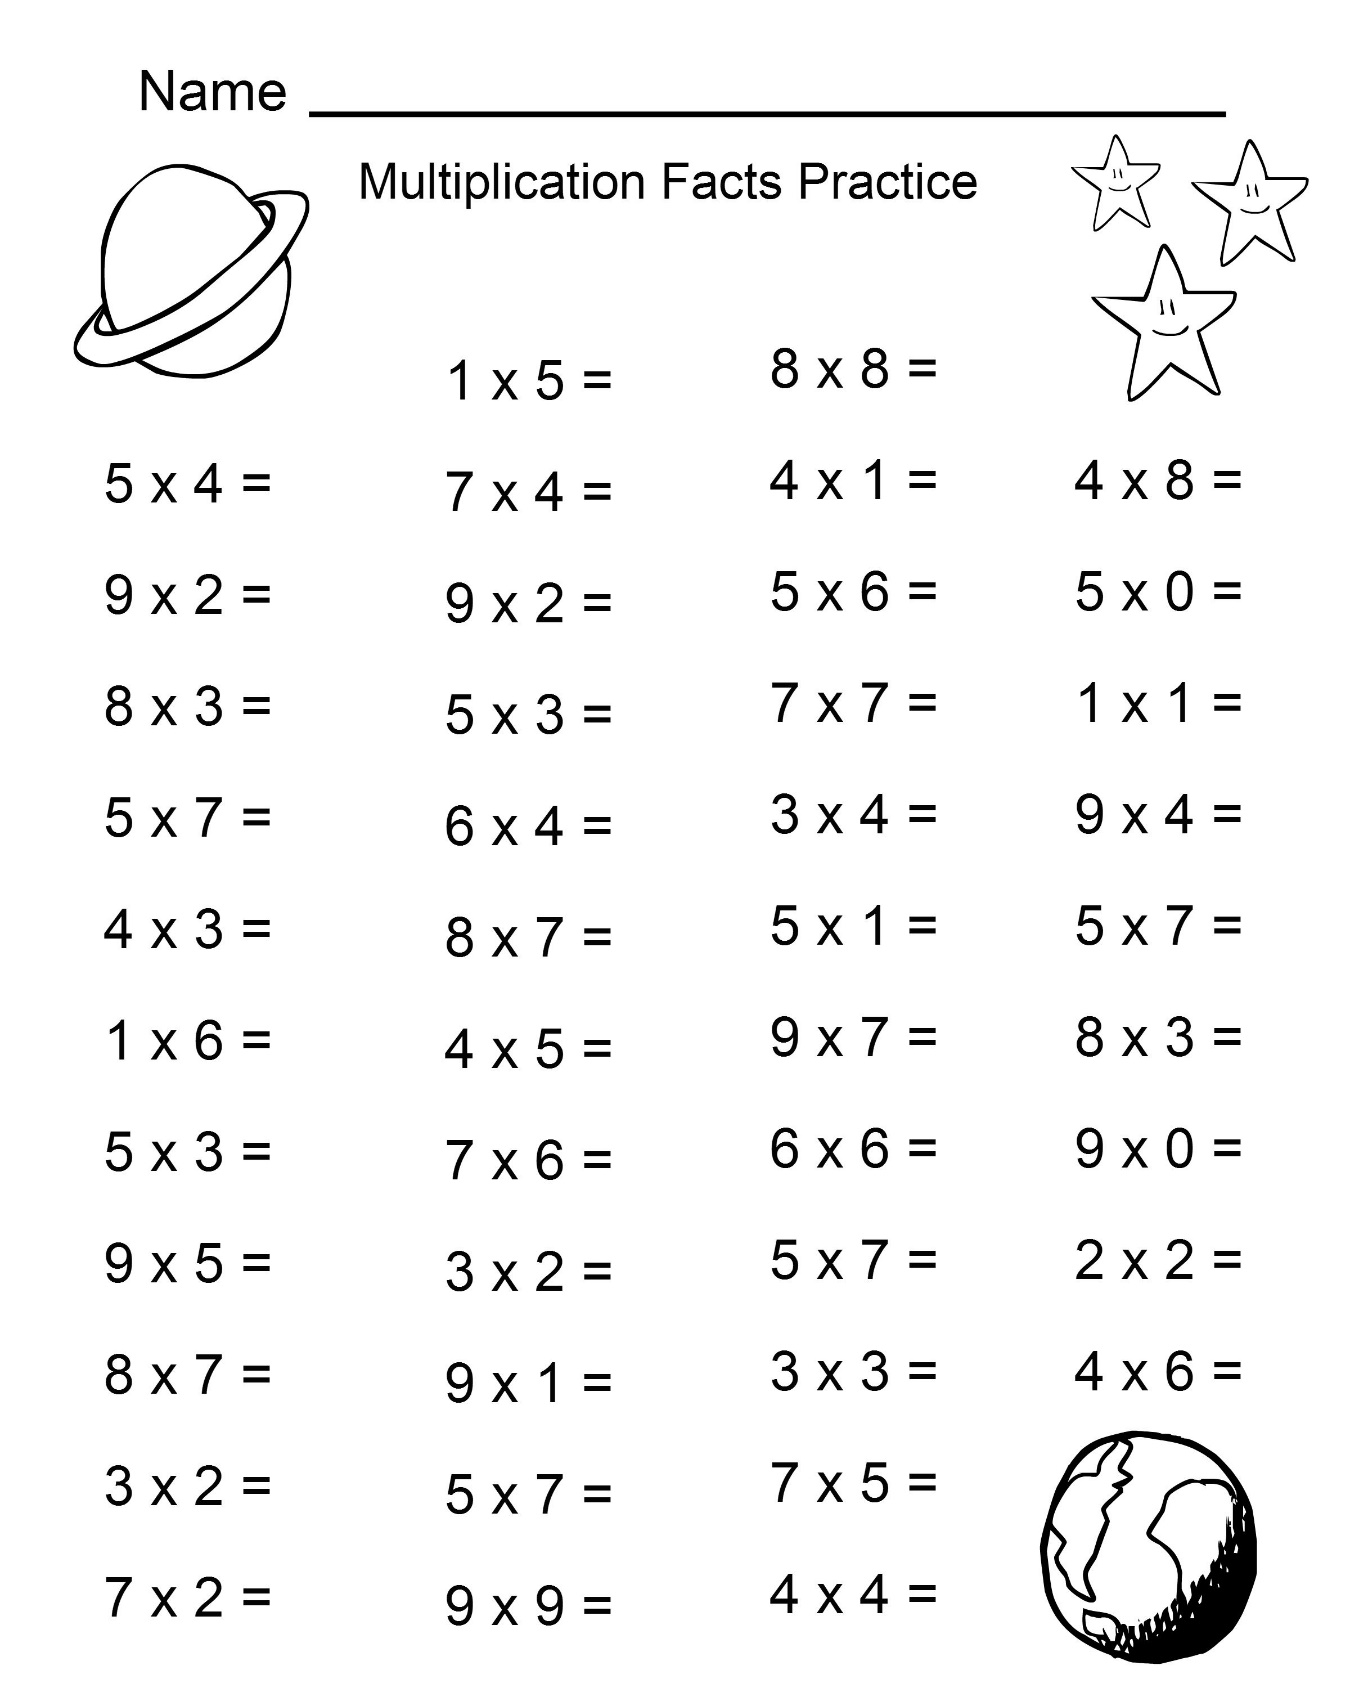 Name
Multiplication Facts Practice
5 x 4 =
9 x 2 =
8 x 3 =
5 x 7 =
4 x 3 =
1 x 6 =
5 x 3 =
9 x 5 =
8 x 7 =
3 x 2 =
7 x 2 =
1 x 5 =
7 x 4 =
9 x 2 =
5 x 3 =
6 x 4 =
8 x 7 =
4 x 5 =
7 x 6 =
3 x 2 =
9 x 1 =
5 x 7 =
9 x 9 =
8 x 8 =
4 x 1 =
5 x 6 =
7 x 7 =
3 x 4 =
5 x 1 =
9 x 7 =
6 x 6 =
5 x 7 =
3 x 3 =
7 x 5 =
4 x 4 =
4 x 8 =
5 x 0 =
1 x 1 =
9 x 4 =
5 x 7 =
8 x 3 =
9 x 0 =
2 x 2 =
4 x 6 =